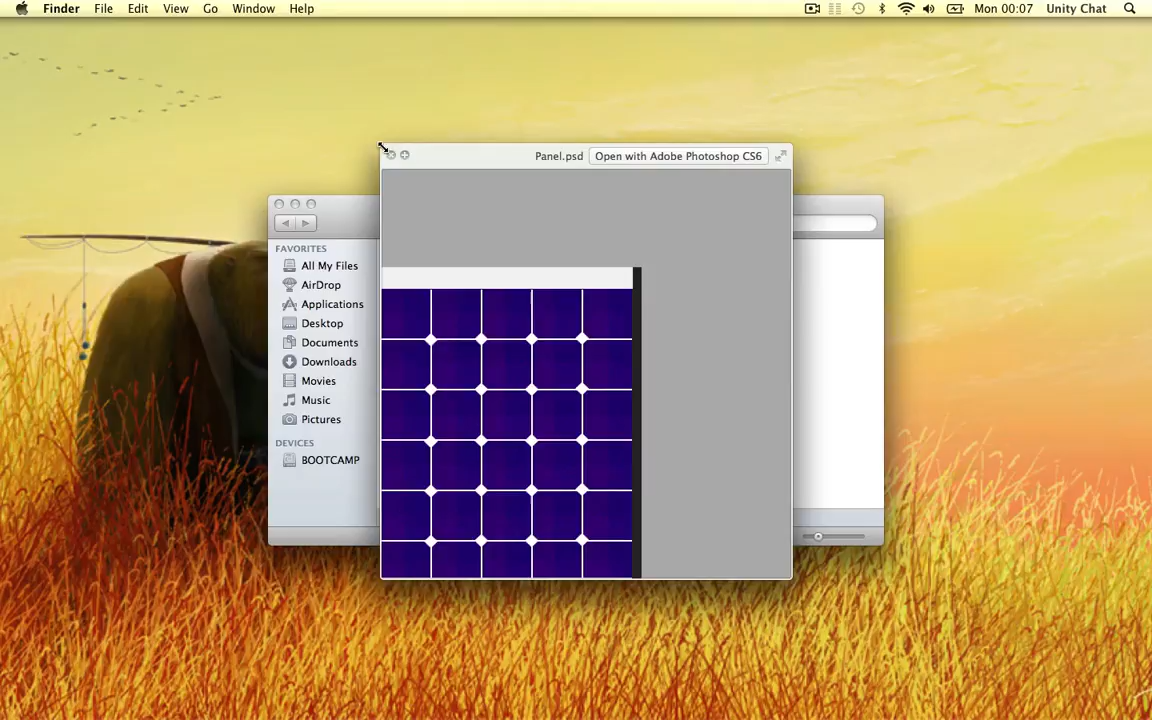 Finder File Edit View Go Window Help Mon 00:07 Unity Chat
Panel.psd Open with Adobe Photoshop CS6
FAVORITES
All My Files
AirDrop
Applications
Desktop
Documents
Downloads
Movies
Music
Pictures
DEVICES
BOOTCAMP